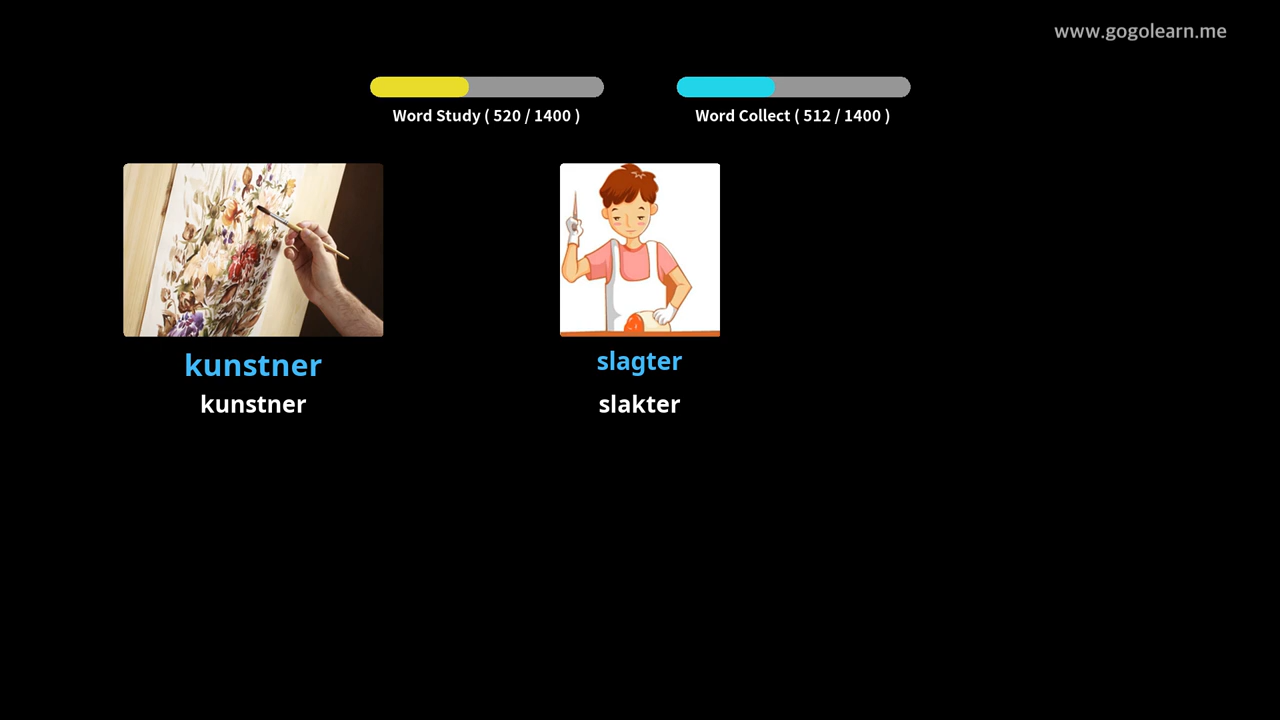 www.gogolearn.me
Word Study ( 520 / 1400 )
Word Collect ( 512 / 1400 )
kunstner
kunstner
slagter
slakter